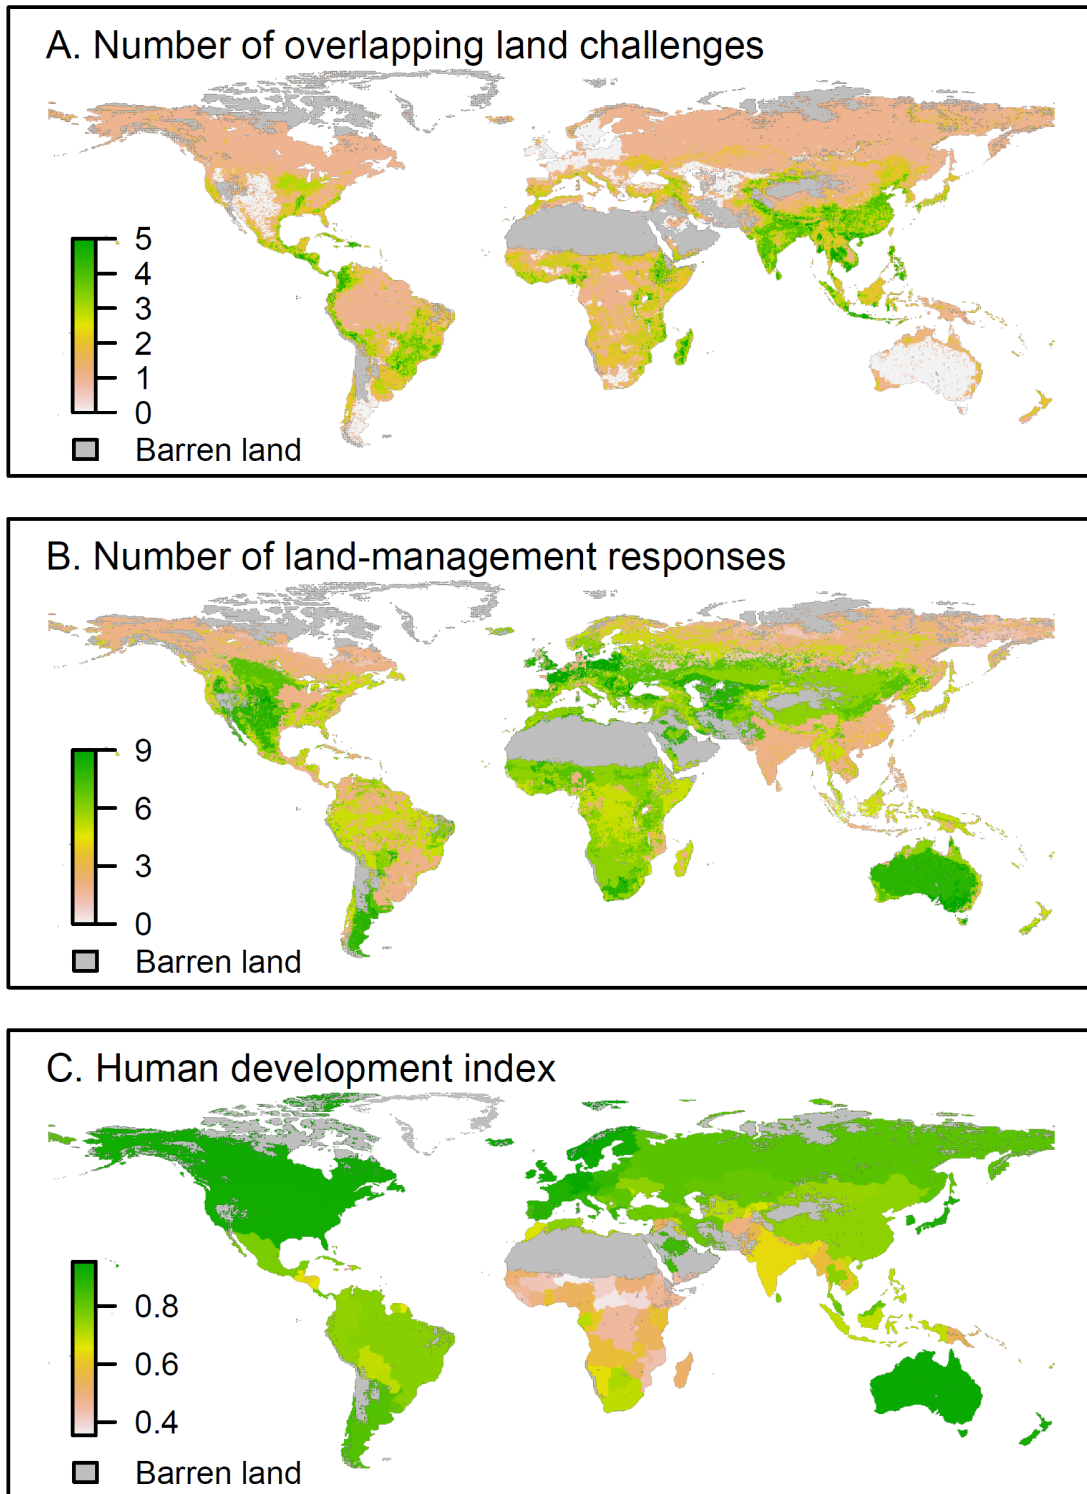 A. Number of overlapping land challenges
5
4
3
2
1
0
Barren land
B. Number of land-management responses
9
6
3
0
Barren land
C. Human development index
0.8
0.6
0.4
Barren land